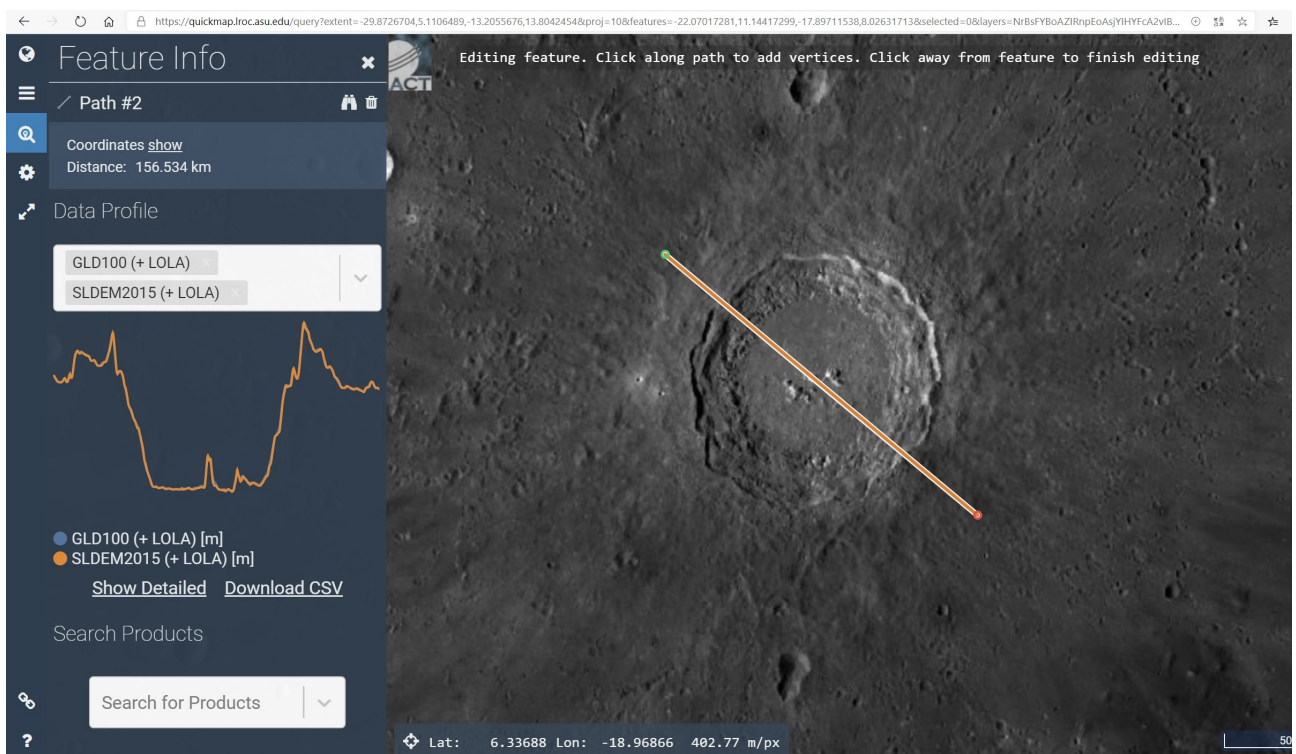 https://quickmap.lroc.asu.edu/query?extent=-29.8726704,5.1106489,-13.2055676,13.8042454&proj=10&features=-22.07017281,11.14417299,-17.89711538,8.02631713&selected=0&layers=NrBsFYBoAZIRnpEoAsjYIHYFcA2vIB...
Feature Info
Editing feature. Click along path to add vertices. Click away from feature to finish editing
ACT
Path #2
Coordinates show
Distance: 156.534 km
Data Profile
GLD100 (+ LOLA) ×
SLDEM2015 (+ LOLA) ×
GLD100 (+ LOLA) [m]
SLDEM2015 (+ LOLA) [m]
Show Detailed Download CSV
Search Products
Search for Products
?
Lat: 6.33688 Lon: -18.96866 402.77 m/px
50